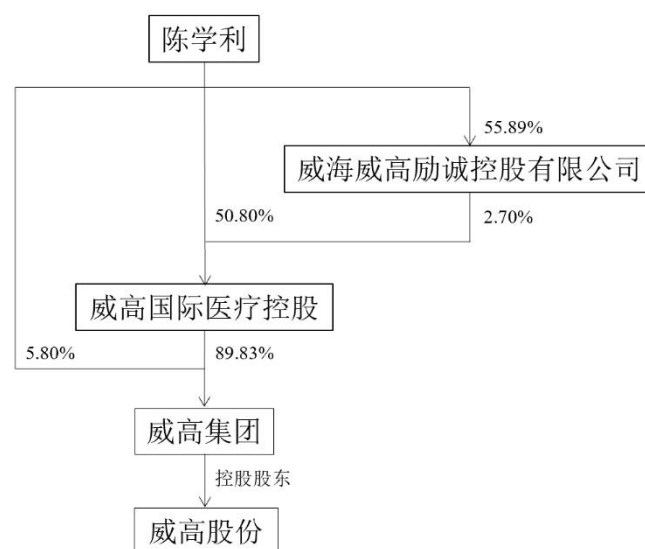 陈学利
55.89%
威海威高励诚控股有限公司
50.80%
2.70%
威高国际医疗控股
5.80%
89.83%
威高集团
控股股东
威高股份